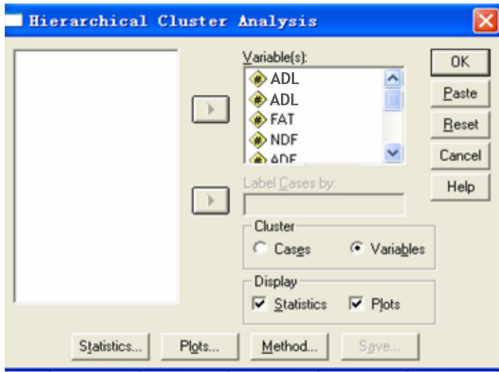 Hierarchical Cluster Analysis
Variable(s):
# ADL
# ADL
# FAT
# NDF
# ADF
OK
Paste
Reset
Cancel
Help
Label Cases by:
Cluster
Cases
Variables
Display
Statistics
Plots
Statistics...
Plots...
Method...
Save...